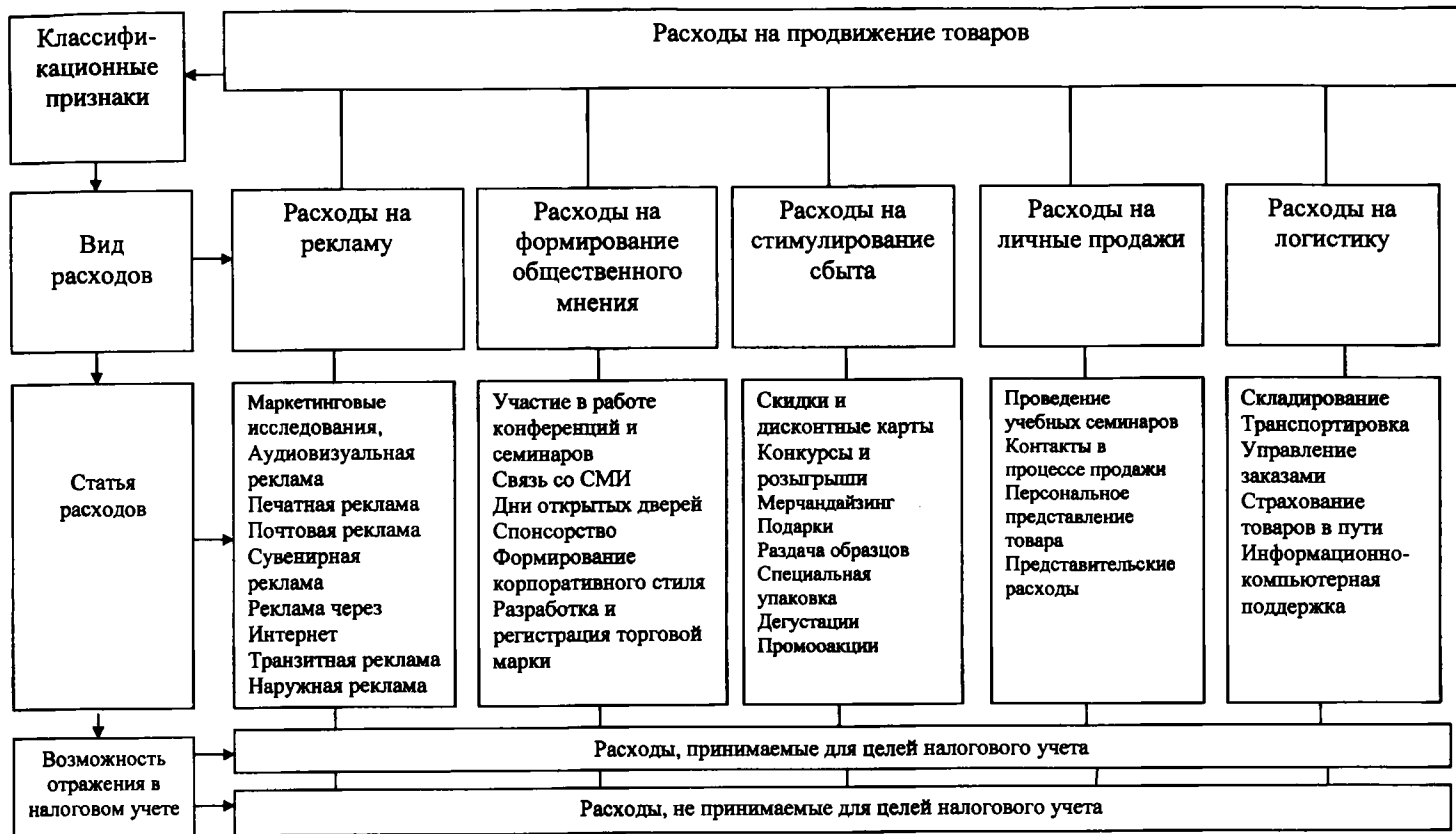 Классифи-
кационные
признаки
Расходы на продвижение товаров
Вид
расходов
Расходы на
рекламу
Расходы на
формирование
общественного
мнения
Расходы на
стимулирование
сбыта
Расходы на
личные продажи
Расходы на
логистику
Статья
расходов
Маркетинговые
исследования,
Аудиовизуальная
реклама
Печатная реклама
Почтовая реклама
Сувенирная
реклама
Реклама через
Интернет
Транзитная реклама
Наружная реклама
Участие в работе
конференций и
семинаров
Связь со СМИ
Дни открытых дверей
Спонсорство
Формирование
корпоративного стиля
Разработка и
регистрация торговой
марки
Скидки и
дисконтные карты
Конкурсы и
розыгрыши
Мерчандайзинг
Подарки
Раздача образцов
Специальная
упаковка
Дегустации
Промооакции
Проведение
учебных семинаров
Контакты в
процессе продажи
Персональное
представление
товара
Представительские
расходы
Складирование
Транспортировка
Управление
заказами
Страхование
товаров в пути
Информационно-
компьютерная
поддержка
Возможность
отражения в
налоговом учете
Расходы, принимаемые для целей налогового учета
Расходы, не принимаемые для целей налогового учета